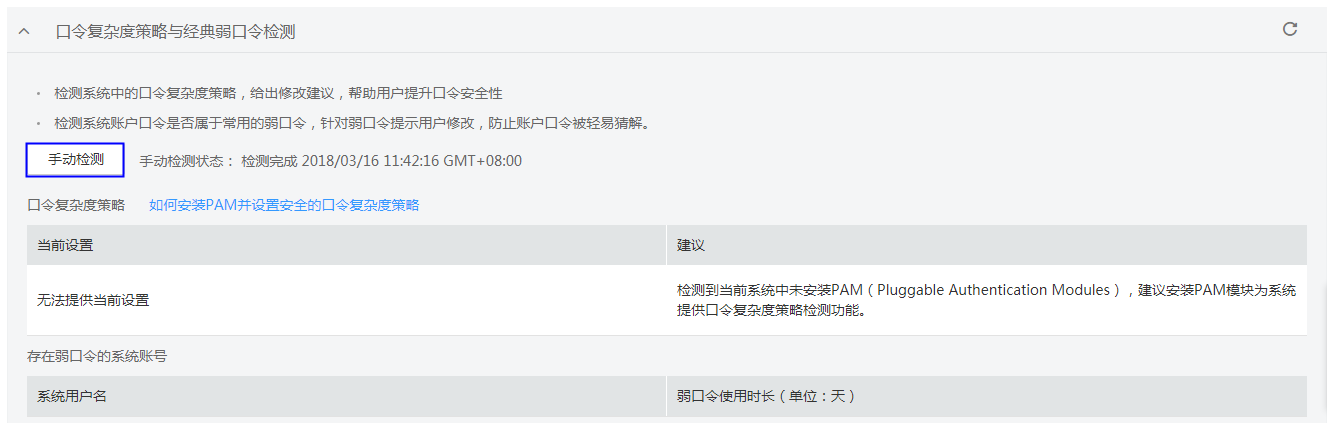 口令复杂度策略与经典弱口令检测
• 检测系统中的口令复杂度策略，给出修改建议，帮助用户提升口令安全性
• 检测系统账户口令是否属于常用的弱口令，针对弱口令提示用户修改，防止账户口令被轻易猜解。
手动检测 手动检测状态： 检测完成 2018/03/16 11:42:16 GMT+08:00
口令复杂度策略 如何安装PAM并设置安全的口令复杂度策略
当前设置 建议
无法提供当前设置 检测到当前系统中未安装PAM（Pluggable Authentication Modules），建议安装PAM模块为系统
提供口令复杂度策略检测功能。
存在弱口令的系统账号
系统用户名 弱口令使用时长（单位：天）